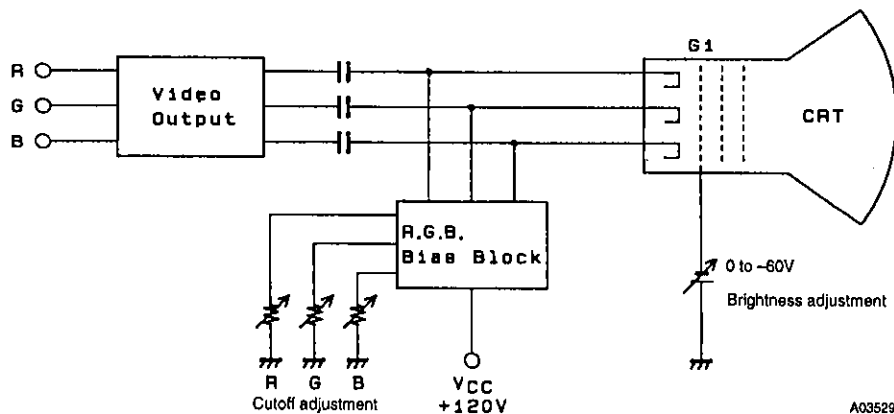 G1
R
G
B
Video
Output
CRT
R.G.B.
Bias Block
0 to –60V
Brightness adjustment
R G B
Cutoff adjustment
VCC
+120V
A03529